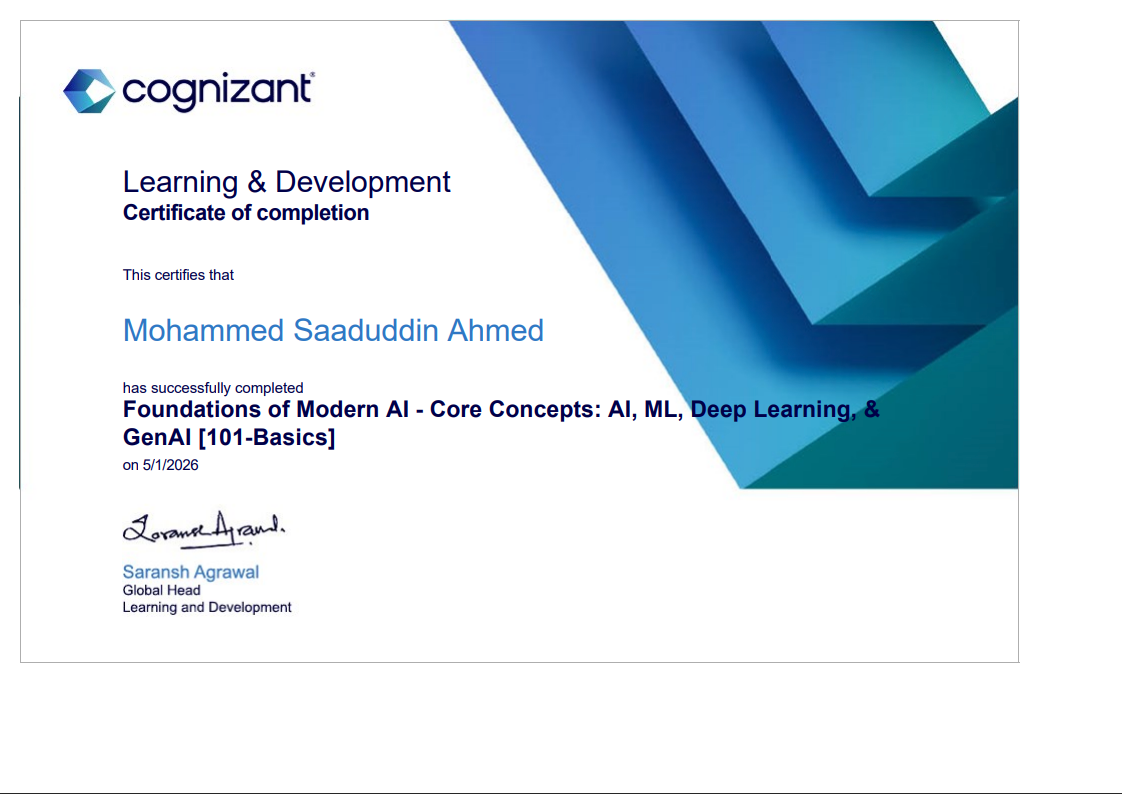 cognizant®
Learning & Development
Certificate of completion
This certifies that
Mohammed Saaduddin Ahmed
has successfully completed
Foundations of Modern AI - Core Concepts: AI, ML, Deep Learning, &
GenAI [101-Basics]
on 5/1/2026
Saransh Agrawal
Global Head
Learning and Development